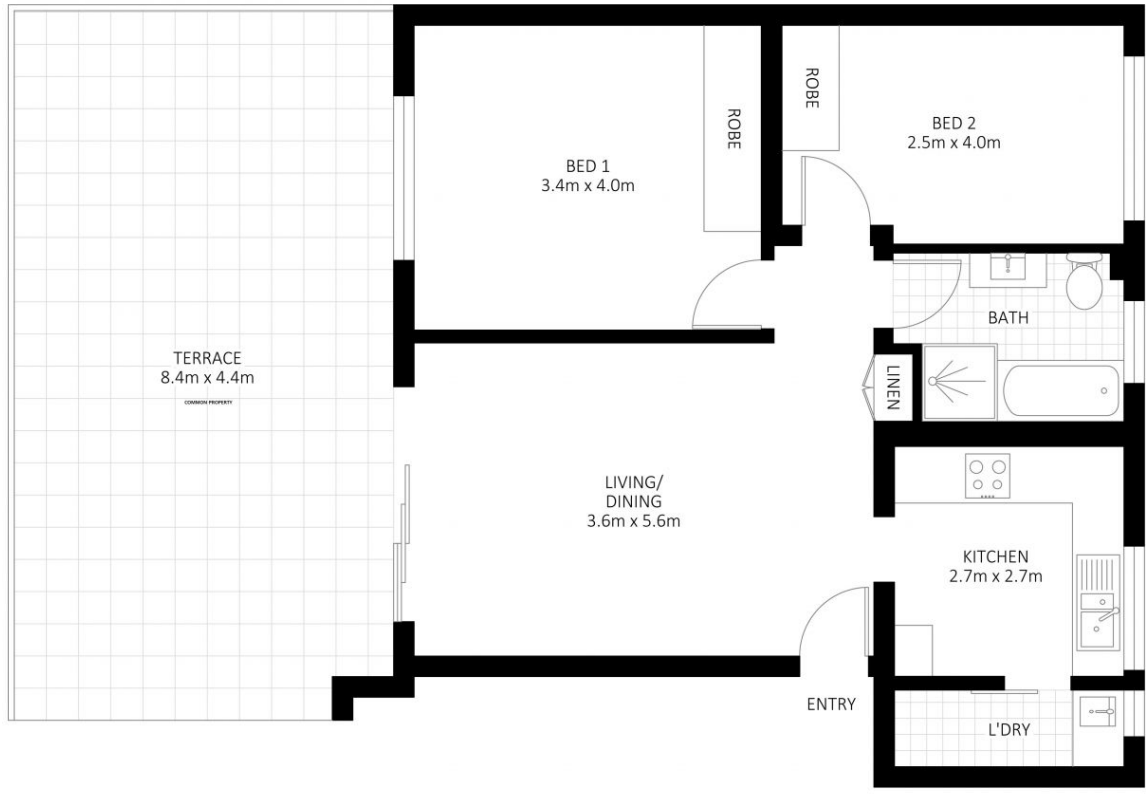 BED 1
3.4m x 4.0m
ROBE
ROBE
BED 2
2.5m x 4.0m
BATH
TERRACE
8.4m x 4.4m
COMMON PROPERTY
LINEN
LIVING/
DINING
3.6m x 5.6m
KITCHEN
2.7m x 2.7m
ENTRY
L'DRY